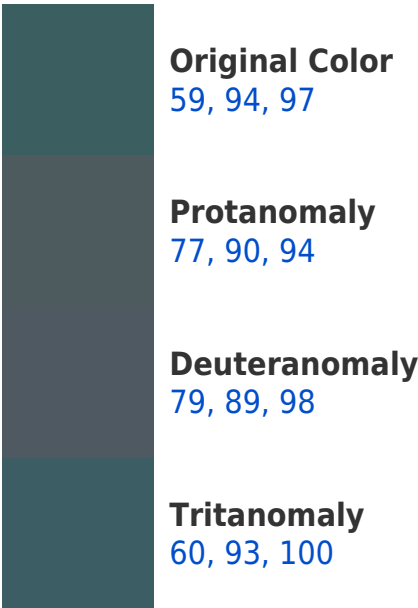 Original Color
59, 94, 97
Protanomaly
77, 90, 94
Deuteranomaly
79, 89, 98
Tritanomaly
60, 93, 100